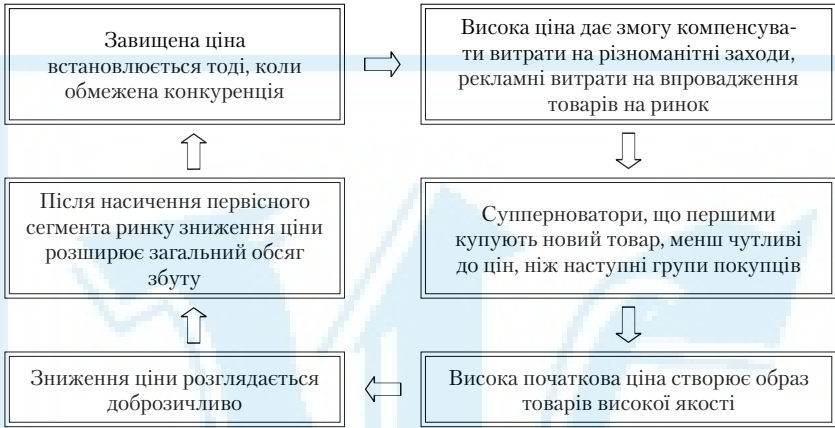 Завищена ціна
встановлюється тоді, коли
обмежена конкуренція
Висока ціна дає змогу компенсува-
ти витрати на різноманітні заходи,
рекламні витрати на впровадження
товарів на ринок
Супперноватори, що першими
купують новий товар, менш чутливі
до цін, ніж наступні групи покупців
Висока початкова ціна створює образ
товарів високої якості
Зниження ціни розглядається
доброзичливо
Після насичення первісного
сегмента ринку зниження ціни
розширює загальний обсяг
збуту